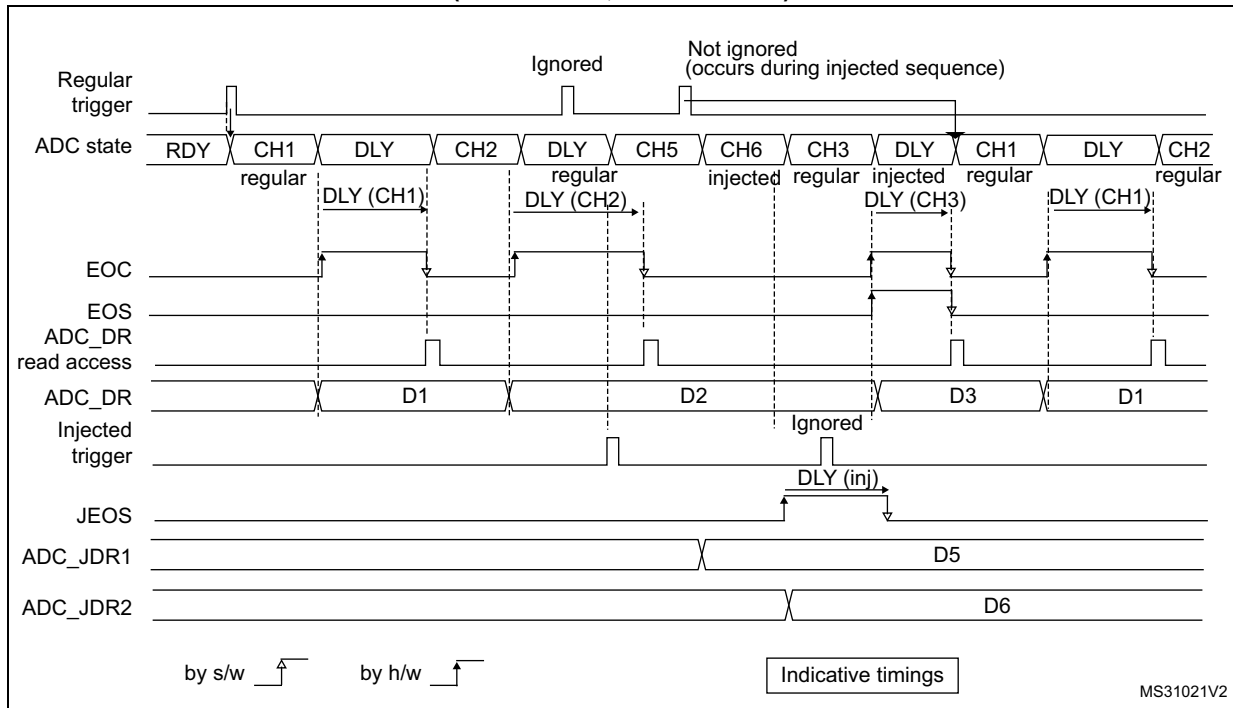 Regular
trigger
Ignored
Not ignored
(occurs during injected sequence)
ADC state
RDY CH1 DLY CH2 DLY CH5 CH6 CH3 DLY CH1 DLY CH2
regular regular injected regular injected regular regular
DLY (CH1) DLY (CH2) DLY (CH3) DLY (CH1)
EOC
EOS
ADC_DR
read access
ADC_DR D1 D2 D3 D1
Injected
trigger
Ignored
DLY (inj)
JEOS
ADC_JDR1 D5
ADC_JDR2 D6
by s/w by h/w Indicative timings
MS31021V2